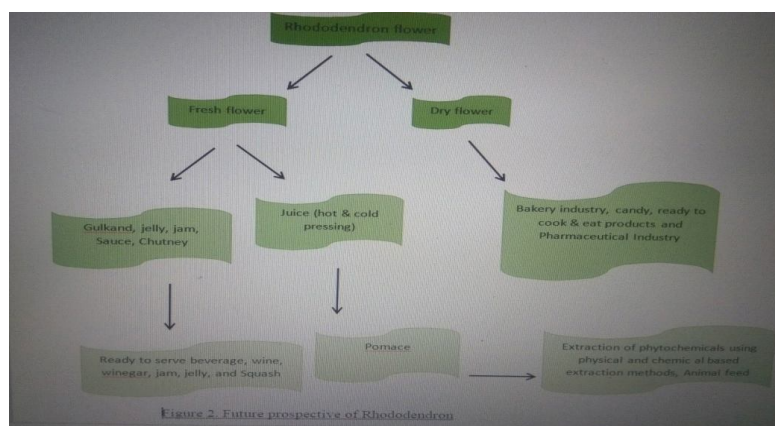 Rhododendron flower
Fresh flower
Dry flower
Gulkand, jelly, jam,
Sauce, Chutney
Juice (hot & cold
pressing)
Bakery industry, candy, ready to
cook & eat products and
Pharmaceutical Industry
Ready to serve beverage, wine,
winegar, jam, jelly, and Squash
Pomace
Extraction of phytochemicals using
physical and chemic al based
extraction methods, Animal feed
Figure 2. Future prospective of Rhododendron